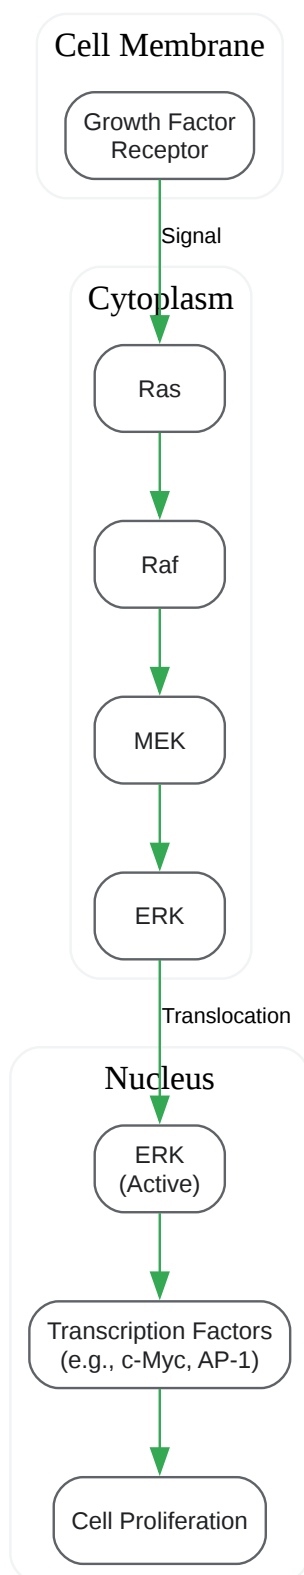 Cell Membrane
Growth Factor
Receptor
Signal
Cytoplasm
Ras
Raf
MEK
ERK
Translocation
Nucleus
ERK
(Active)
Transcription Factors
(e.g., c-Myc, AP-1)
Cell Proliferation